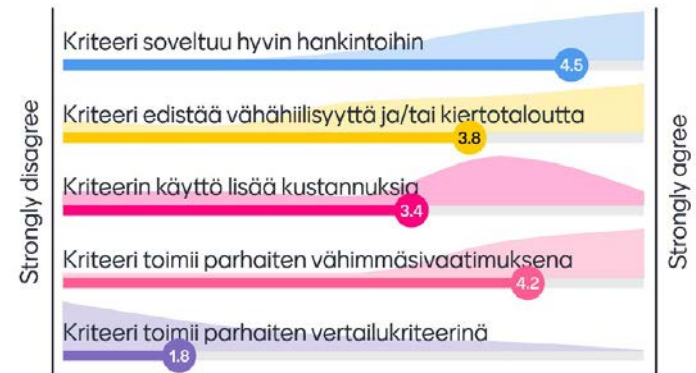 Strongly disagree
Kriteeri soveltuu hyvin hankintoihin
4.5
Kriteeri edistää vähähiilisyyttä ja/tai kiertotaloutta
3.8
Kriteerin käyttö lisää kustannuksia
3.4
Kriteeri toimii parhaiten vähimmäsivaatimuksena
4.2
Kriteeri toimii parhaiten vertailukriteerinä
1.8
Strongly agree